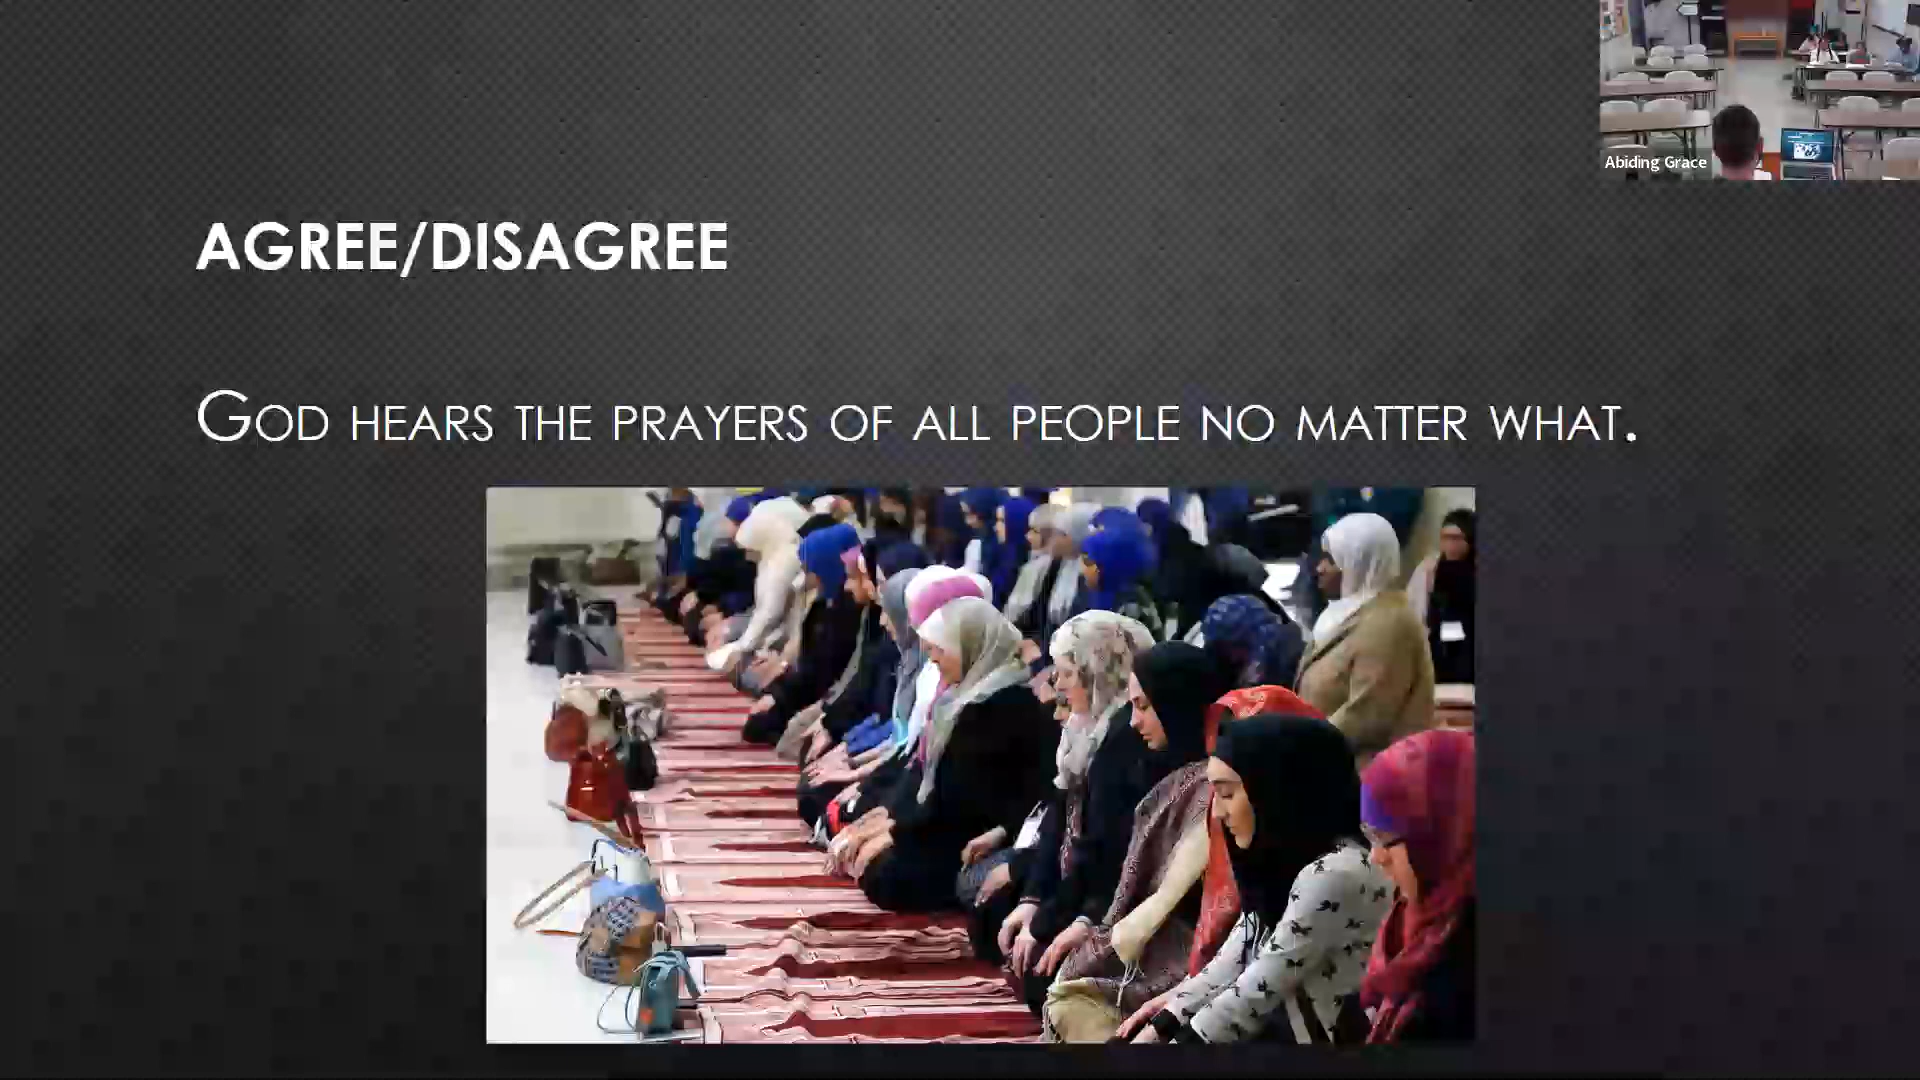 Abiding Grace
AGREE/DISAGREE
God hears the prayers of all people no matter what.